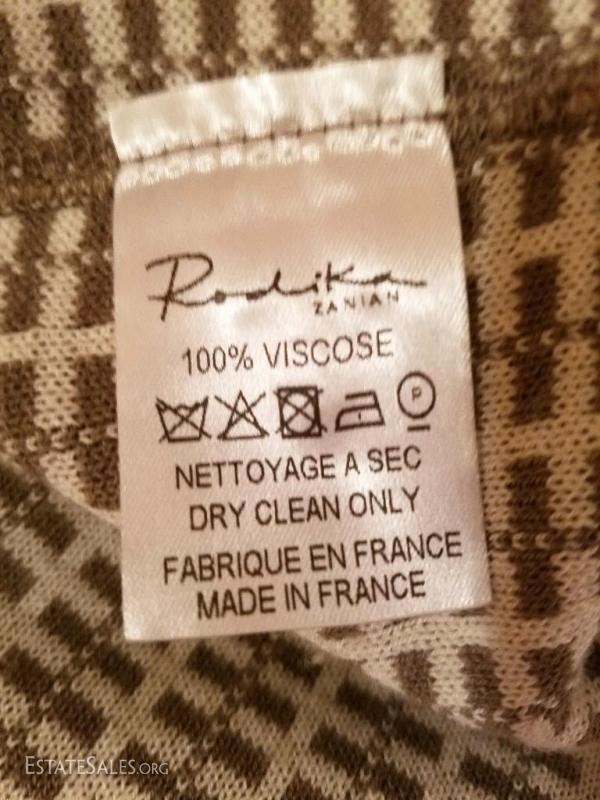 Rodika
ZANIAN
100% VISCOSE
P
NETTOYAGE A SEC
DRY CLEAN ONLY
FABRIQUE EN FRANCE
MADE IN FRANCE
ESTATESALES.ORG